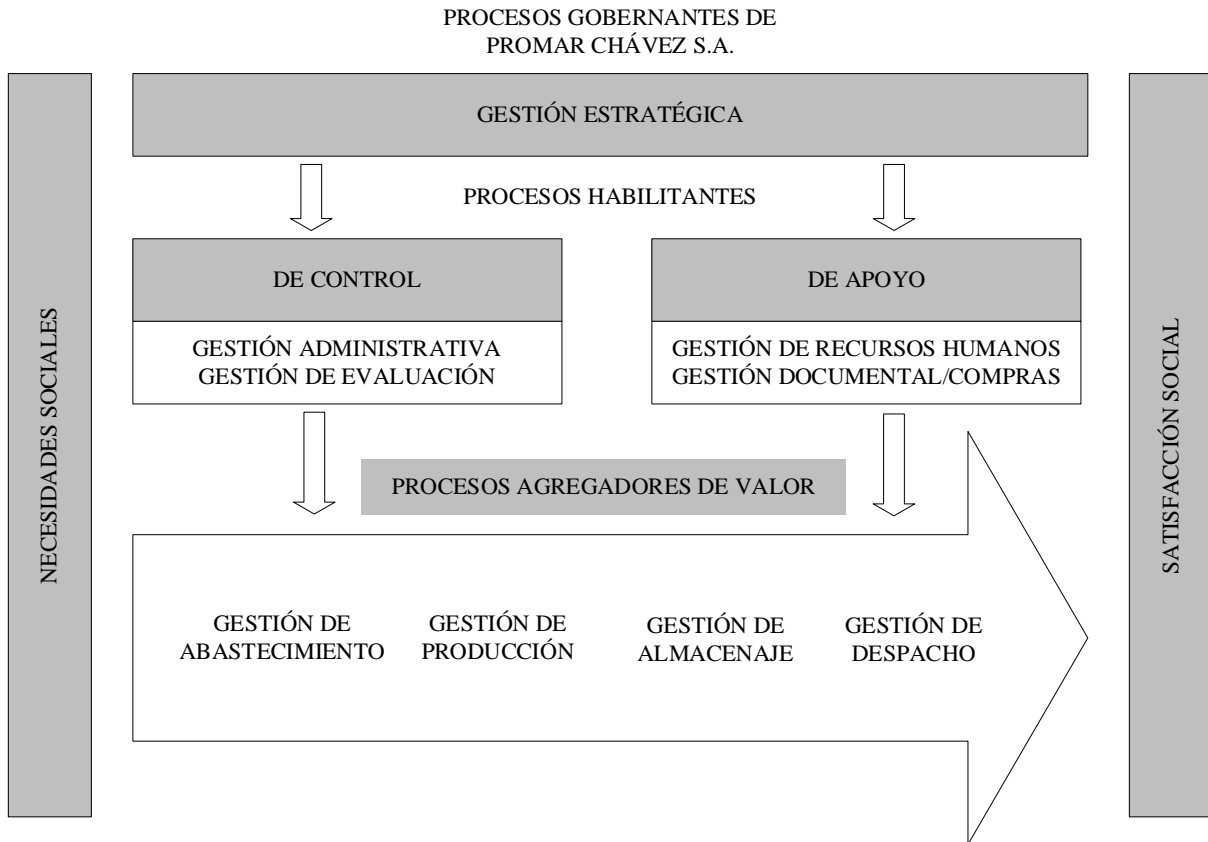 PROCESOS GOBERNANTES DE
PROMAR CHÁVEZ S.A.
GESTIÓN ESTRATÉGICA
PROCESOS HABILITANTES
DE CONTROL
GESTIÓN ADMINISTRATIVA
GESTIÓN DE EVALUACIÓN
DE APOYO
GESTIÓN DE RECURSOS HUMANOS
GESTIÓN DOCUMENTAL/COMPRAS
NECESIDADES SOCIALES
PROCESOS AGREGADORES DE VALOR
GESTIÓN DE
ABASTECIMIENTO
GESTIÓN DE
PRODUCCIÓN
GESTIÓN DE
ALMACENAJE
GESTIÓN DE
DESPACHO
SATISFACCIÓN SOCIAL